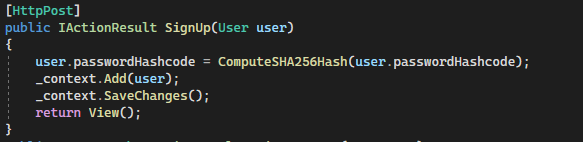 [HttpPost]
public IActionResult SignUp(User user)
{
user.passwordHashcode = ComputeSHA256Hash(user.passwordHashcode);
_context.Add(user);
_context.SaveChanges();
return View();
}